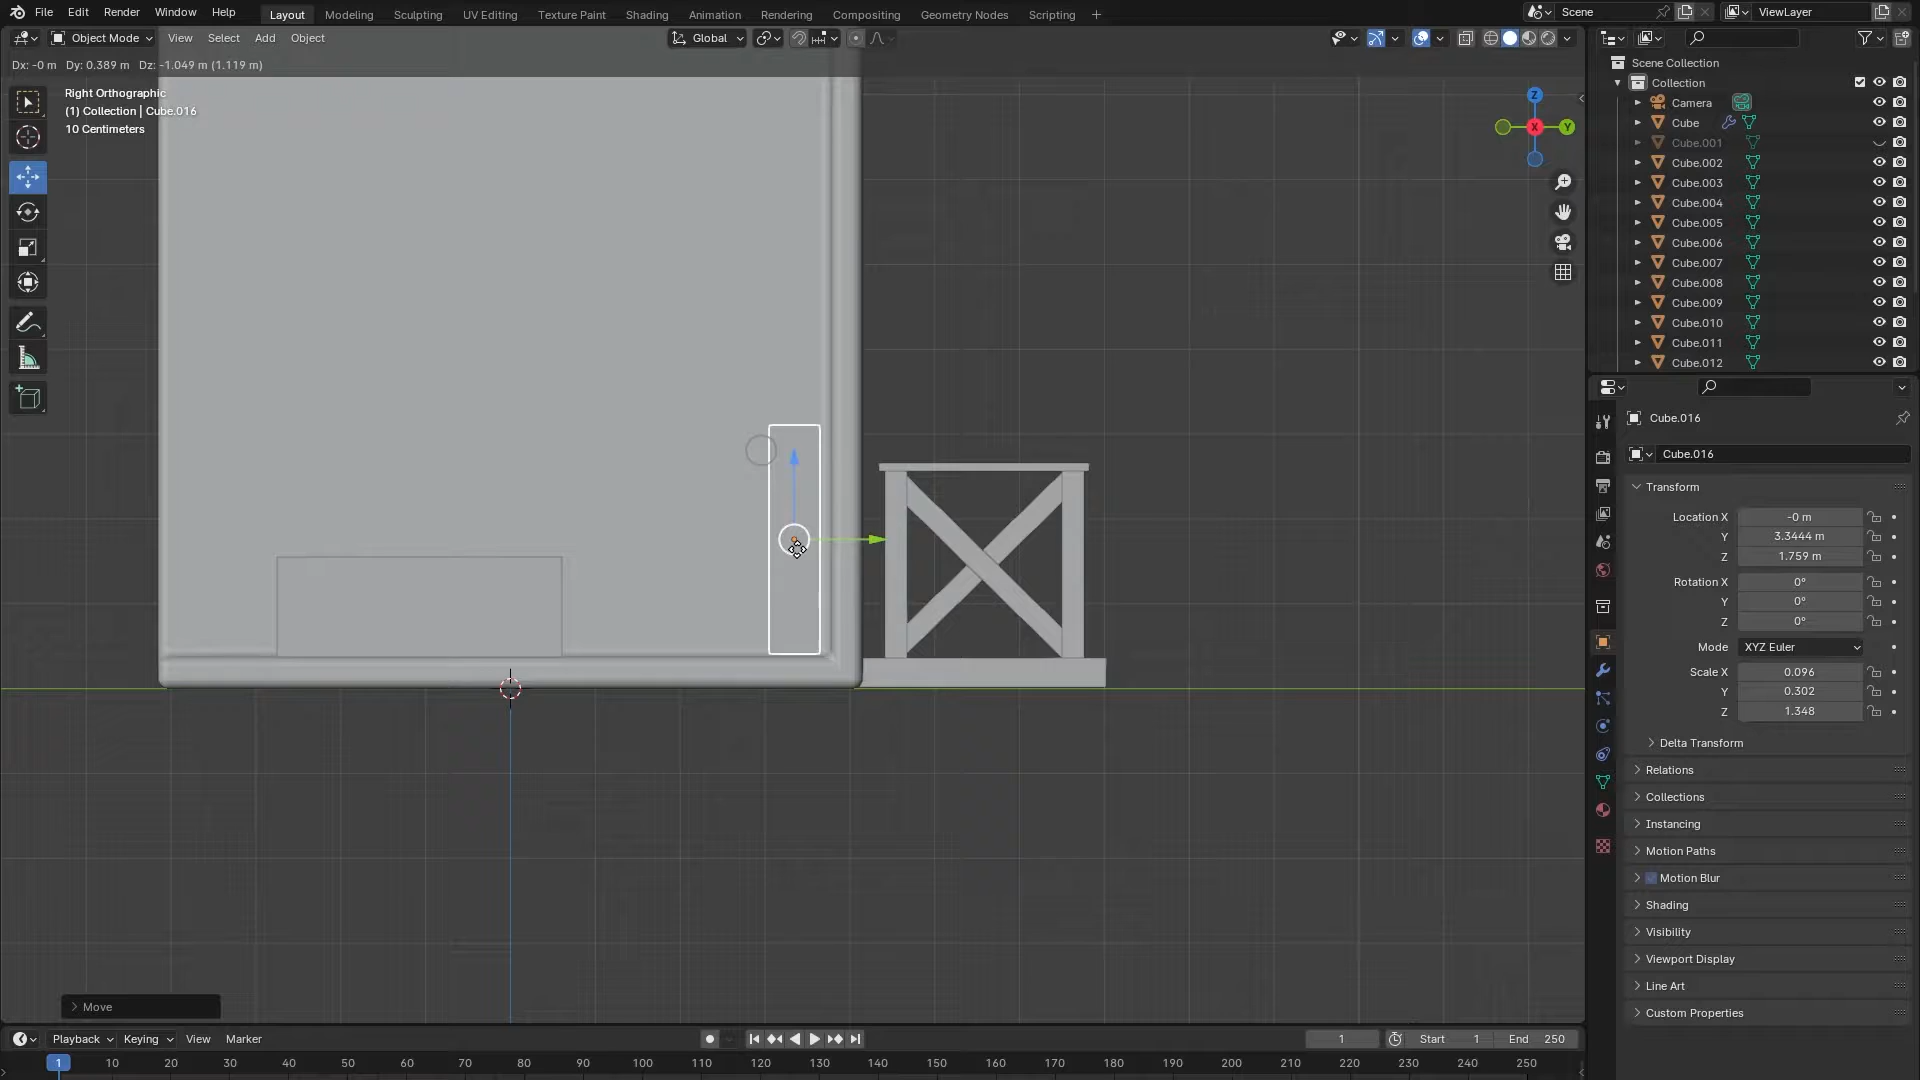 File Edit Render Window Help Layout Modeling Sculpting UV Editing Texture Paint Shading Animation Rendering Compositing Geometry Nodes Scripting Scene ViewLayer
Object Mode View Select Add Object Global
Dx: -0 m Dy: 0.389 m Dz: -1.049 m (1.119 m)
Right Orthographic
(1) Collection | Cube.016
10 Centimeters
Z
X
Y
Scene Collection
Collection
Camera
Cube
Cube.001
Cube.002
Cube.003
Cube.004
Cube.005
Cube.006
Cube.007
Cube.008
Cube.009
Cube.010
Cube.011
Cube.012
Cube.016
Cube.016
Transform
Location X -0 m
Y 3.3444 m
Z 1.759 m
Rotation X 0°
Y 0°
Z 0°
Mode XYZ Euler
Scale X 0.096
Y 0.302
Z 1.348
Delta Transform
Relations
Collections
Instancing
Motion Paths
Motion Blur
Shading
Visibility
Viewport Display
Line Art
Custom Properties
Move
Playback Keying View Marker 1 Start 1 End 250
1 10 20 30 40 50 60 70 80 90 100 110 120 130 140 150 160 170 180 190 200 210 220 230 240 250